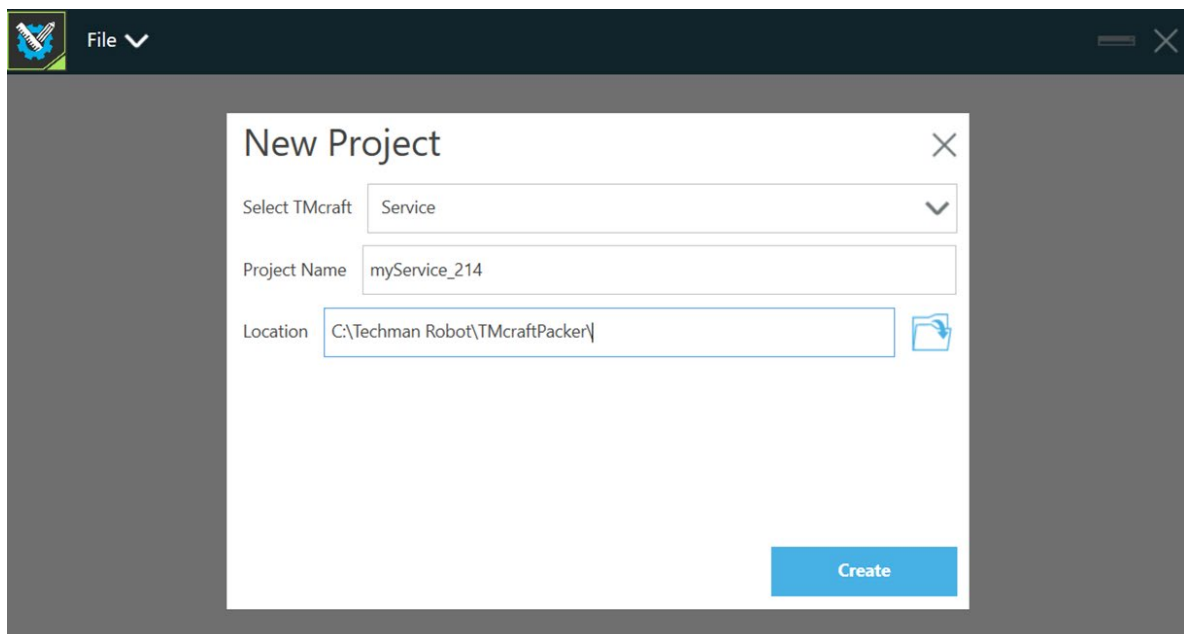 File
New Project
Select TMcraft Service
Project Name myService_214
Location C:\Techman Robot\TMcraftPacker\
Create